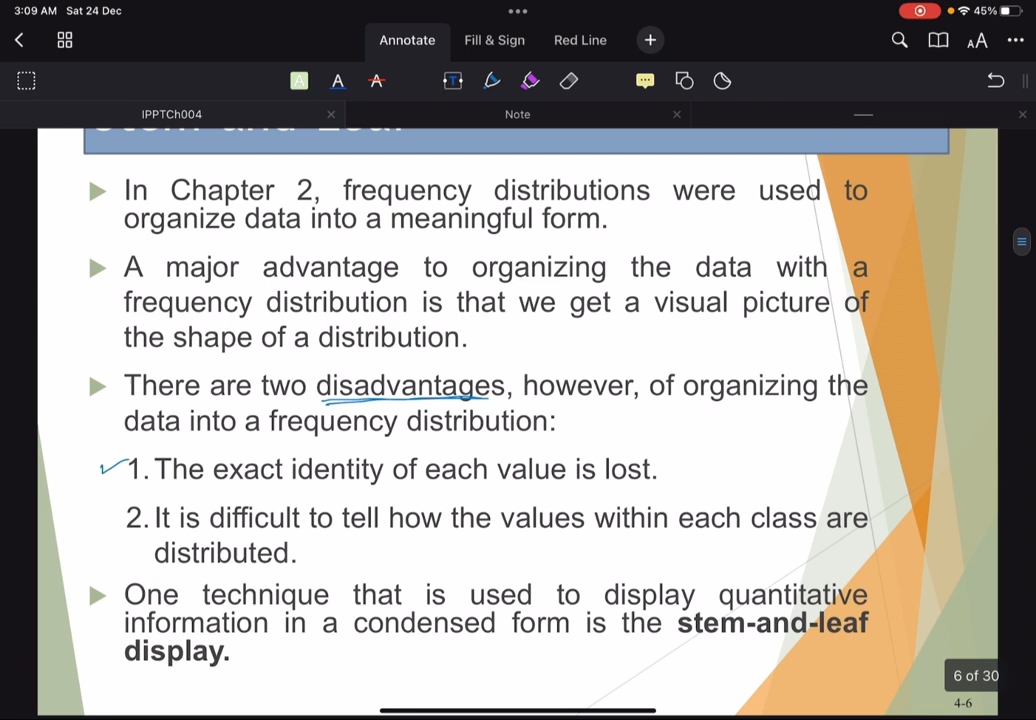 3:09 AM Sat 24 Dec
45%
Annotate
Fill & Sign
Red Line
AA
A
A
A
T
IPPTCh004
Note
In Chapter 2, frequency distributions were used to
organize data into a meaningful form.
A major advantage to organizing the data with a
frequency distribution is that we get a visual picture of
the shape of a distribution.
There are two disadvantages, however, of organizing the
data into a frequency distribution:
1. The exact identity of each value is lost.
2. It is difficult to tell how the values within each class are
distributed.
One technique that is used to display quantitative
information in a condensed form is the stem-and-leaf
display.
6 of 30
4-6